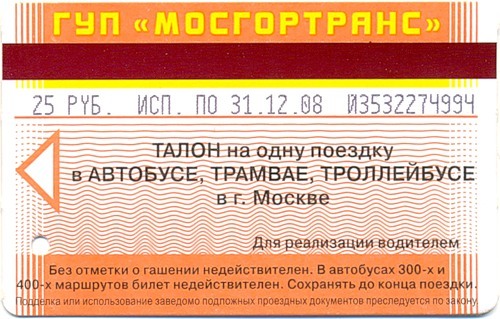 ГУП «МОСГОРТРАНС»
25 РУБ. ИСП. ПО 31.12.08 И3532274994
ТАЛОН на одну поездку
в АВТОБУСЕ, ТРАМВАЕ, ТРОЛЛЕЙБУСЕ
в г. Москве
Для реализации водителем
Без отметки о гашении недействителен. В автобусах 300-х и
400-х маршрутов билет недействителен. Сохранять до конца поездки.
Подделка или использование заведомо подложных проездных документов преследуется по закону.